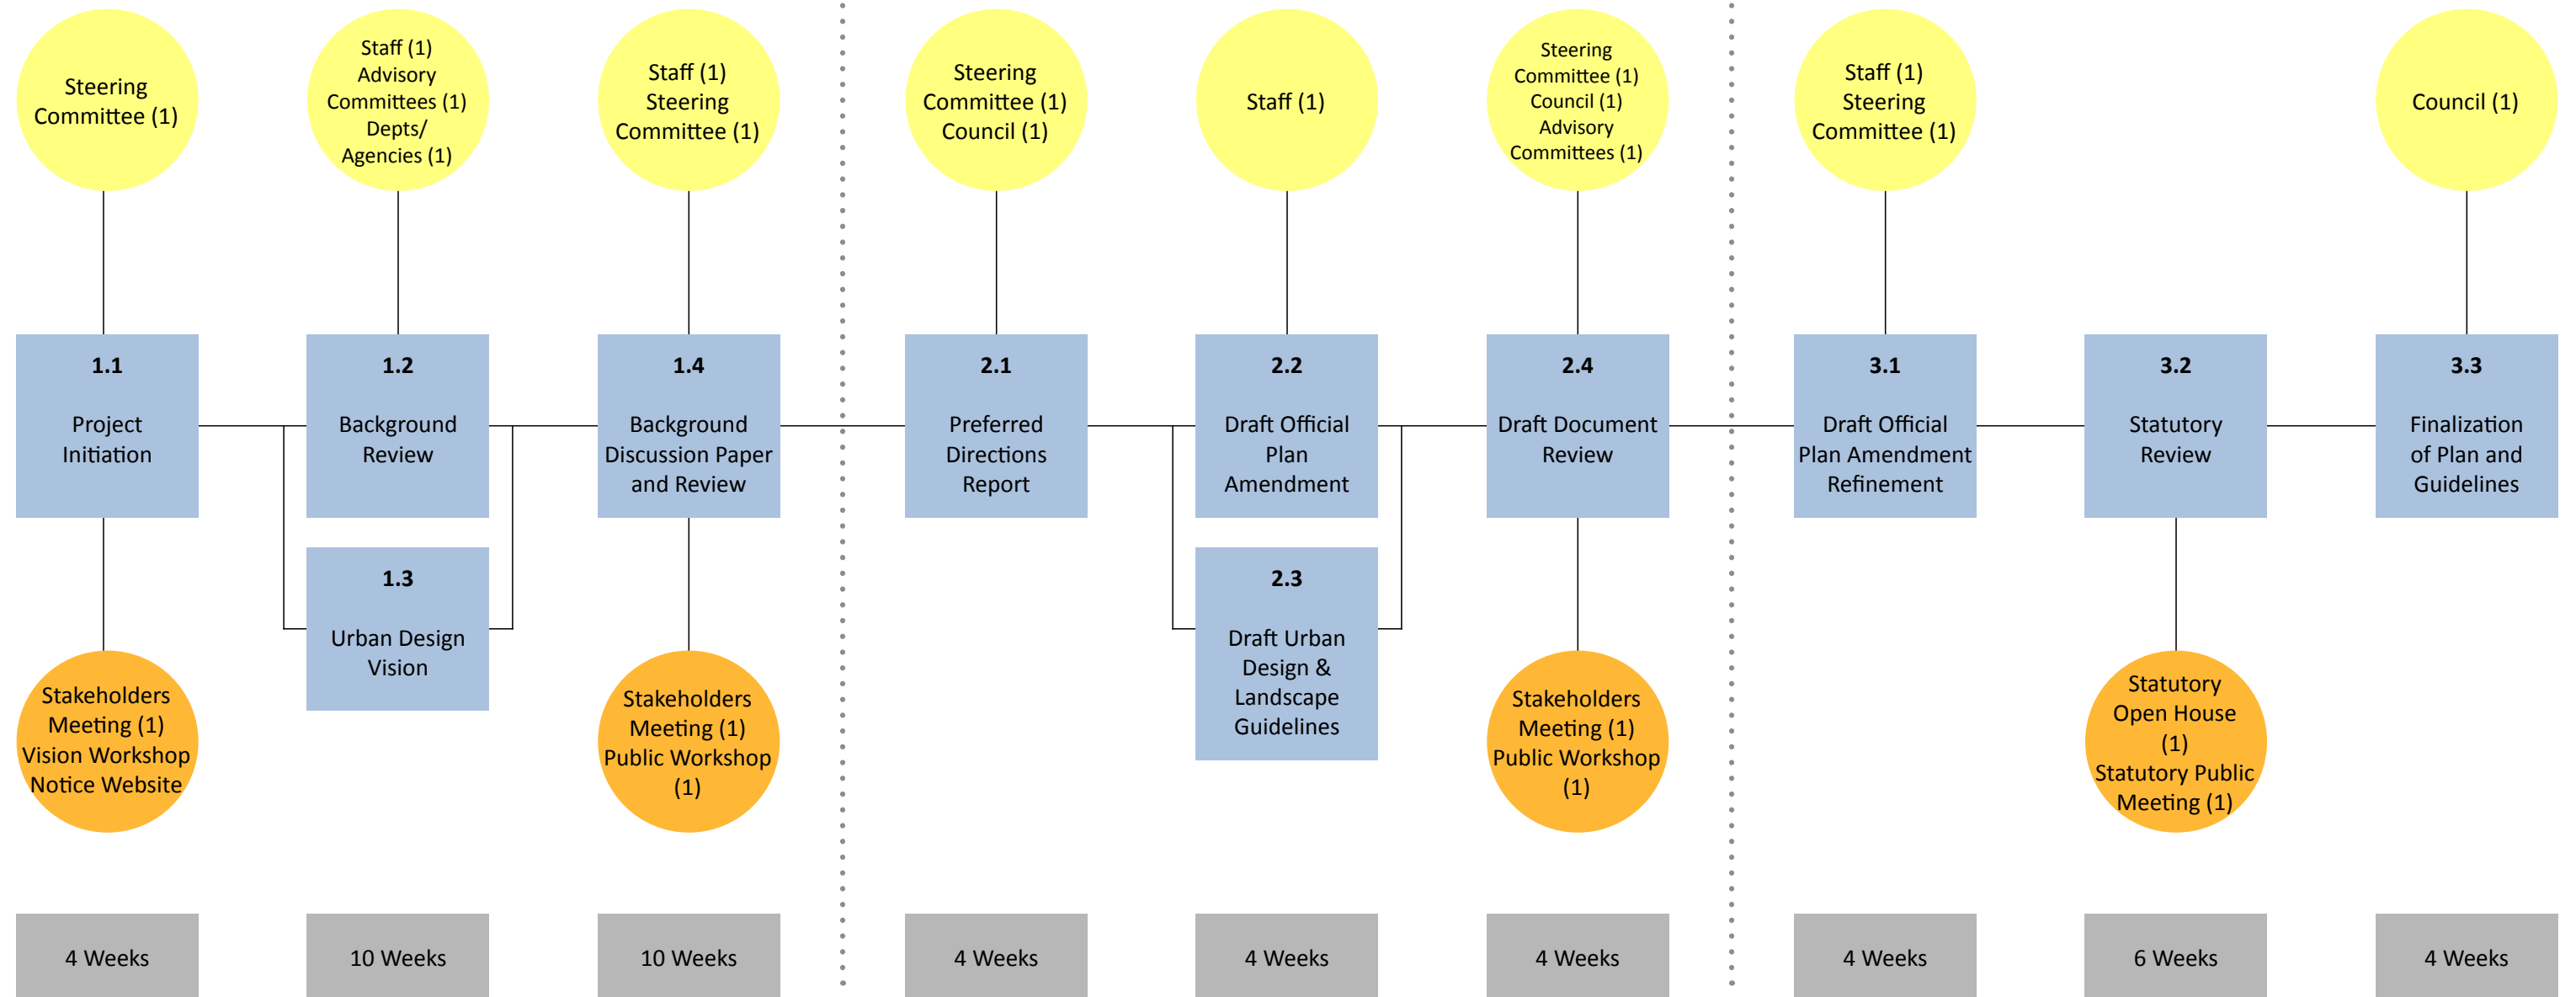 Steering
Committee (1)
Staff (1)
Advisory
Committees (1)
Depts/
Agencies (1)
Staff (1)
Steering
Committee (1)
Steering
Committee (1)
Council (1)
Staff (1)
Steering
Committee (1)
Council (1)
Advisory
Committees (1)
Staff (1)
Steering
Committee (1)
Council (1)
1.1
Project
Initiation
1.2
Background
Review
1.4
Background
Discussion Paper
and Review
2.1
Preferred
Directions
Report
2.2
Draft Official
Plan
Amendment
2.4
Draft Document
Review
3.1
Draft Official
Plan Amendment
Refinement
3.2
Statutory
Review
3.3
Finalization
of Plan and
Guidelines
1.3
Urban Design
Vision
2.3
Draft Urban
Design &
Landscape
Guidelines
Stakeholders
Meeting (1)
Vision Workshop
Notice Website
Stakeholders
Meeting (1)
Public Workshop
(1)
Stakeholders
Meeting (1)
Public Workshop
(1)
Statutory
Open House
(1)
Statutory Public
Meeting (1)
4 Weeks
10 Weeks
10 Weeks
4 Weeks
4 Weeks
4 Weeks
4 Weeks
6 Weeks
4 Weeks